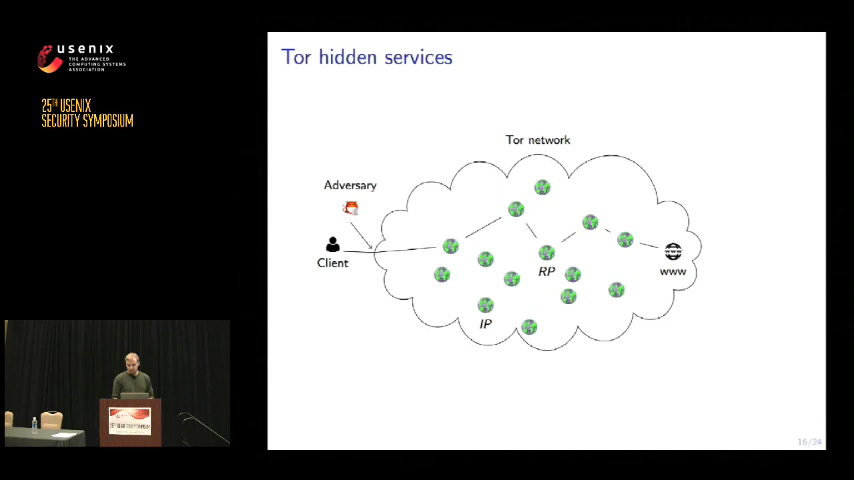 usenix
THE ADVANCED
COMPUTING SYSTEMS
ASSOCIATION
25TH USENIX
SECURITY SYMPOSIUM
Tor hidden services
Tor network
Adversary
Client
RP
IP
www
www
16/24